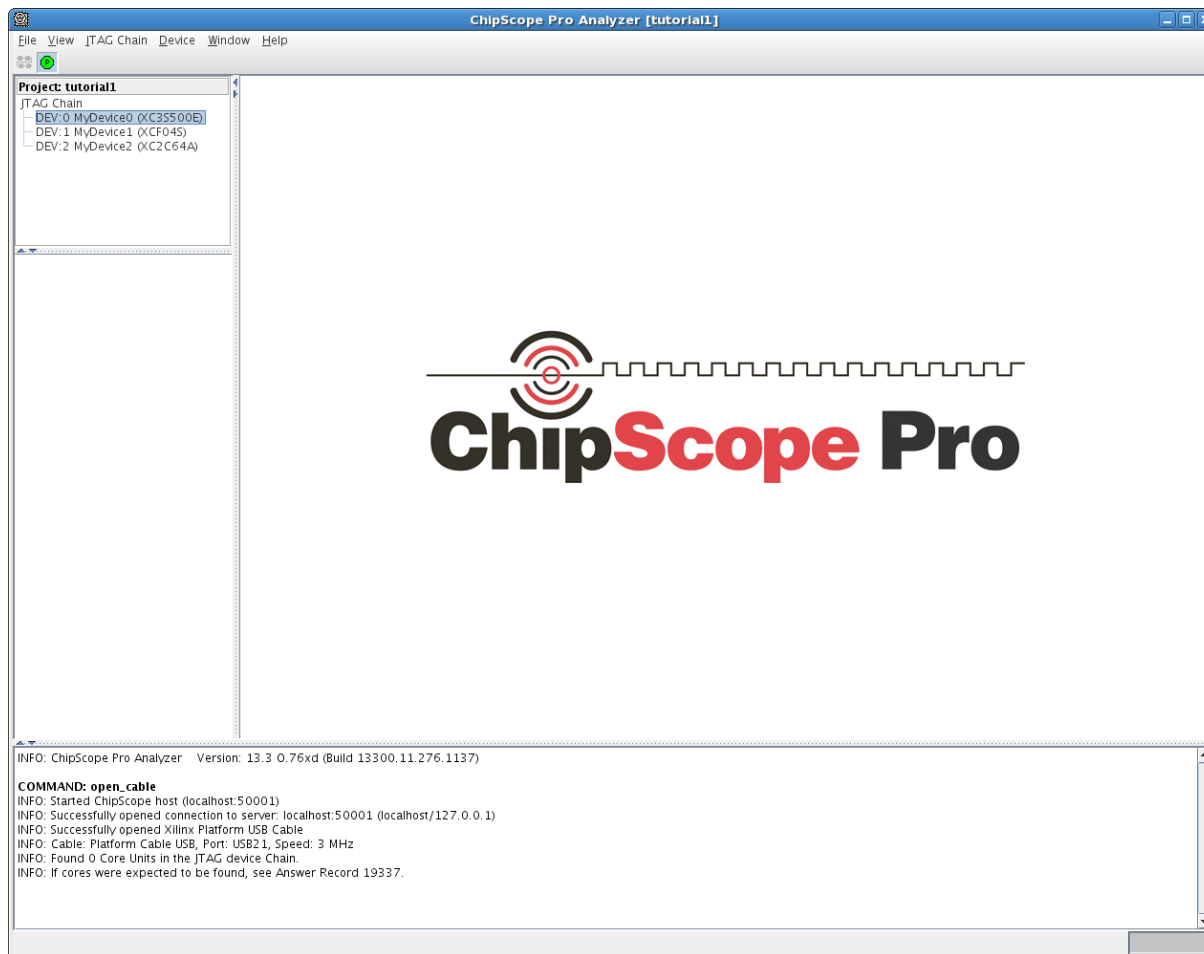 ChipScope Pro Analyzer [tutorial1]
File View JTAG Chain Device Window Help
P
Project: tutorial1
JTAG Chain
DEV:0 MyDevice0 (XC3S500E)
DEV:1 MyDevice1 (XCF04S)
DEV:2 MyDevice2 (XC2C64A)
ChipScope Pro
INFO: ChipScope Pro Analyzer Version: 13.3 0.76xd (Build 13300.11.276.1137)
COMMAND: open_cable
INFO: Started ChipScope host (localhost:50001)
INFO: Successfully opened connection to server: localhost:50001 (localhost/127.0.0.1)
INFO: Successfully opened Xilinx Platform USB Cable
INFO: Cable: Platform Cable USB, Port: USB21, Speed: 3 MHz
INFO: Found 0 Core Units in the JTAG device Chain.
INFO: If cores were expected to be found, see Answer Record 19337.